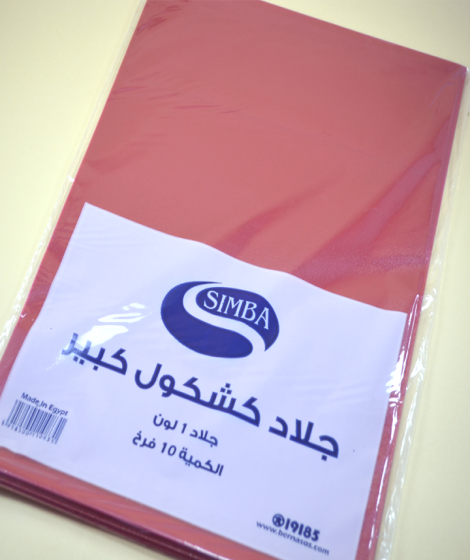 SIMBA
جلاد كشكول كبير
جلاد 1 لون
الكمية 10 فرخ
Made in Egypt
19185
www.bernasos.com